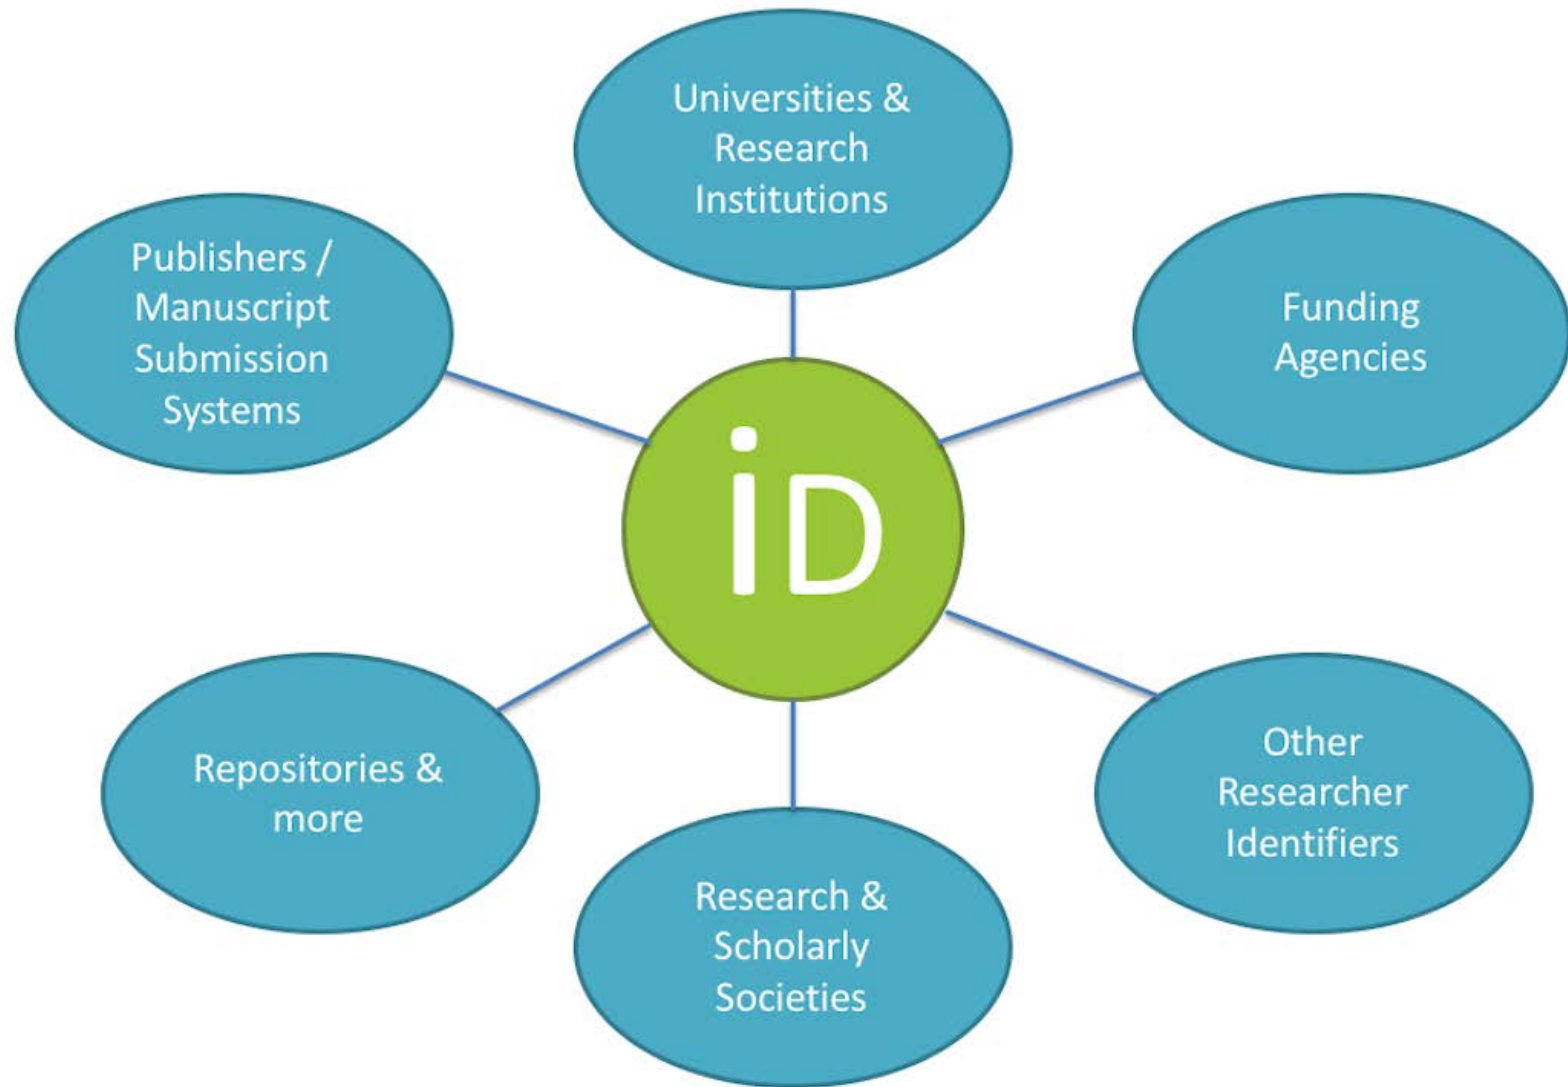 Universities &
Research
Institutions
Publishers /
Manuscript
Submission
Systems
Funding
Agencies
iD
Repositories &
more
Other
Researcher
Identifiers
Research &
Scholarly
Societies